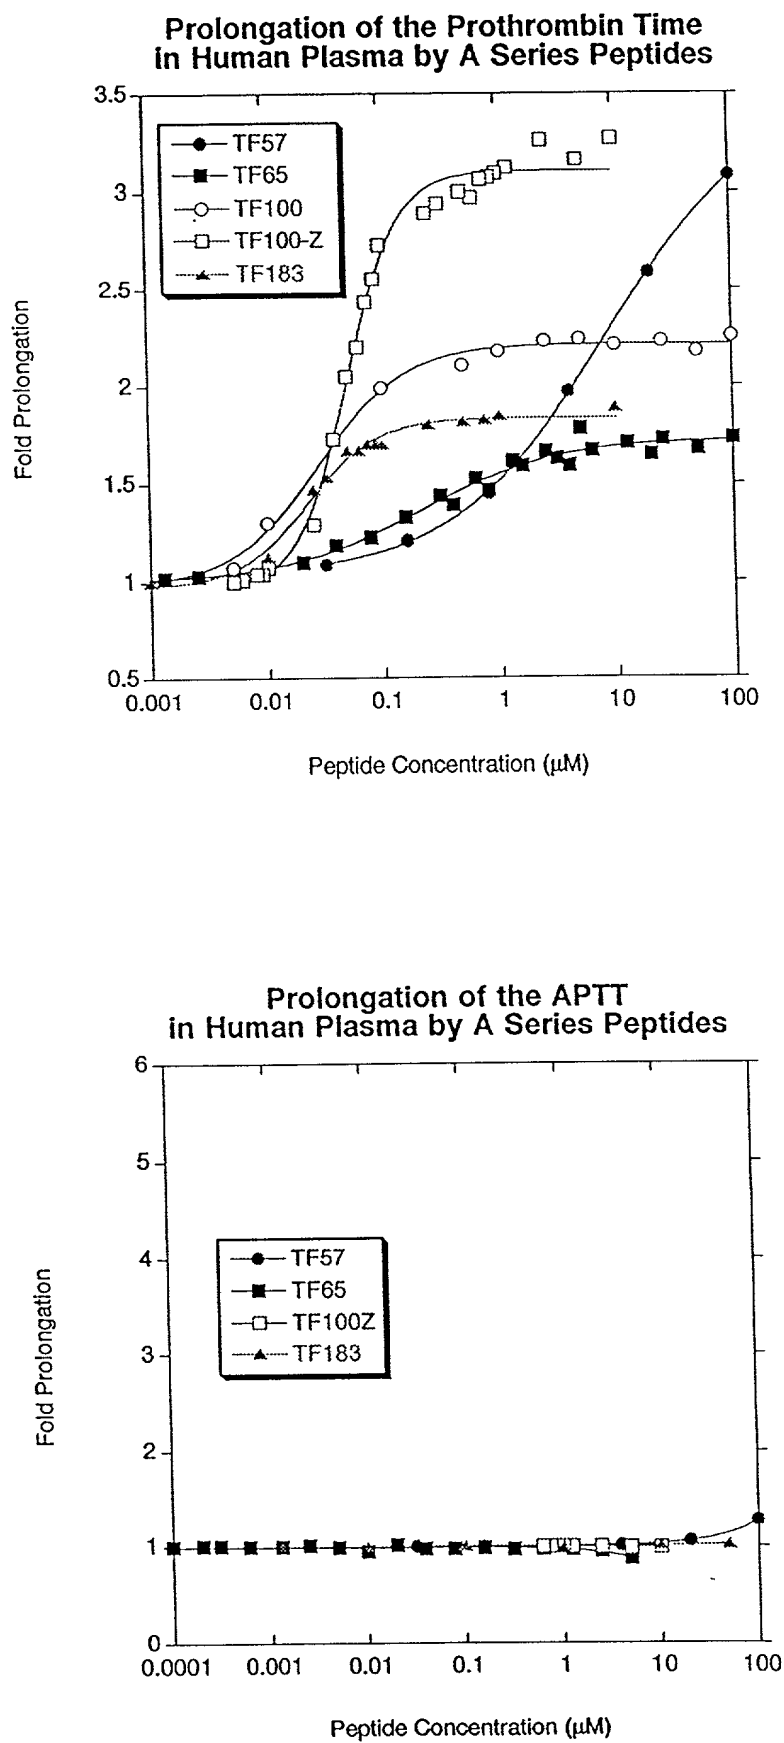 Prolongation of the Prothrombin Time
in Human Plasma by A Series Peptides
3.5
3
2.5
2
1.5
1
0.5
Fold Prolongation
TF57
TF65
TF100
TF100-Z
TF183
0.001 0.01 0.1 1 10 100
Peptide Concentration (μM)
Prolongation of the APTT
in Human Plasma by A Series Peptides
6
5
4
3
2
1
0
Fold Prolongation
TF57
TF65
TF100Z
TF183
0.0001 0.001 0.01 0.1 1 10 100
Peptide Concentration (μM)